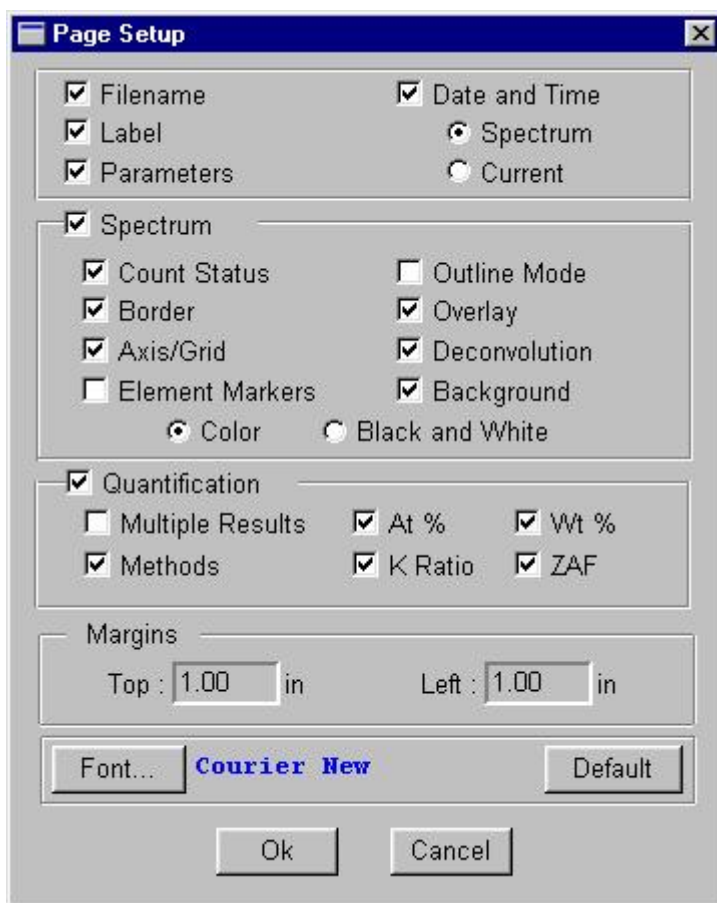 Page Setup
Filename Date and Time
Label Spectrum
Parameters Current
Spectrum
Count Status Outline Mode
Border Overlay
Axis/Grid Deconvolution
Element Markers Background
Color Black and White
Quantification
Multiple Results At % Wt %
Methods K Ratio ZAF
Margins
Top : 1.00 in Left : 1.00 in
Font... Courier New Default
Ok Cancel